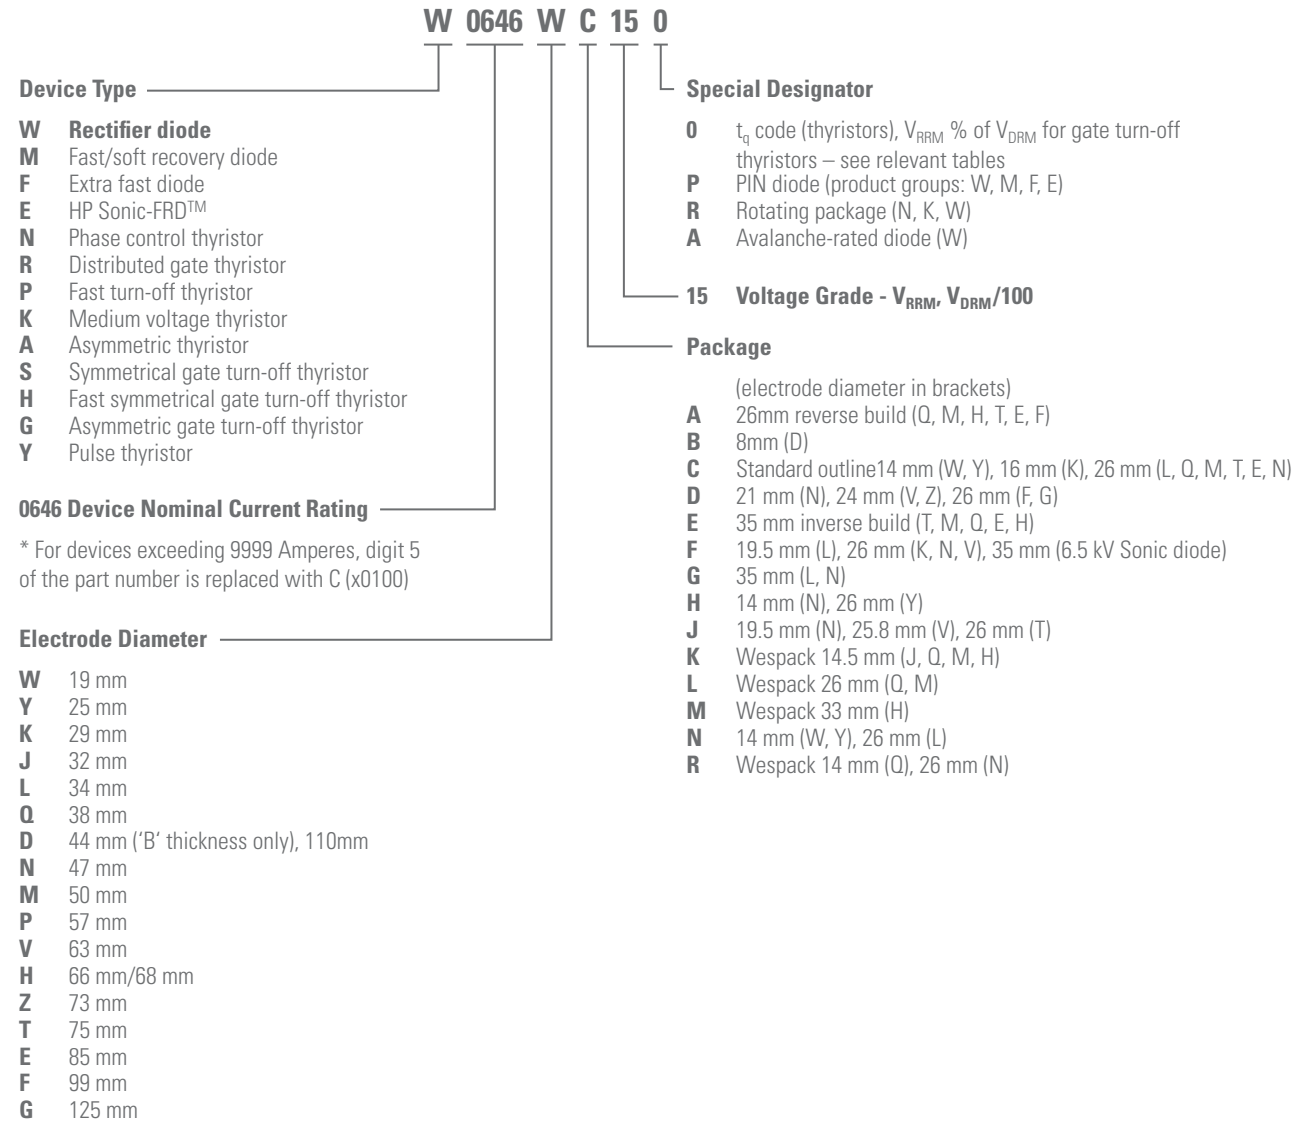 W 0646 W C 15 0
Device Type
W Rectifier diode
M Fast/soft recovery diode
F Extra fast diode
E HP Sonic-FRD™
N Phase control thyristor
R Distributed gate thyristor
P Fast turn-off thyristor
K Medium voltage thyristor
A Asymmetric thyristor
S Symmetrical gate turn-off thyristor
H Fast symmetrical gate turn-off thyristor
G Asymmetric gate turn-off thyristor
Y Pulse thyristor
0646 Device Nominal Current Rating
* For devices exceeding 9999 Amperes, digit 5
of the part number is replaced with C (x0100)
Electrode Diameter
W 19 mm
Y 25 mm
K 29 mm
J 32 mm
L 34 mm
Q 38 mm
D 44 mm (‘B‘ thickness only), 110mm
N 47 mm
M 50 mm
P 57 mm
V 63 mm
H 66 mm/68 mm
Z 73 mm
T 75 mm
E 85 mm
F 99 mm
G 125 mm
Special Designator
0 tq code (thyristors), VRRM % of VDRM for gate turn-off
thyristors – see relevant tables
P PIN diode (product groups: W, M, F, E)
R Rotating package (N, K, W)
A Avalanche-rated diode (W)
15 Voltage Grade - VRRM, VDRM/100
Package
(electrode diameter in brackets)
A 26mm reverse build (Q, M, H, T, E, F)
B 8mm (D)
C Standard outline14 mm (W, Y), 16 mm (K), 26 mm (L, Q, M, T, E, N)
D 21 mm (N), 24 mm (V, Z), 26 mm (F, G)
E 35 mm inverse build (T, M, Q, E, H)
F 19.5 mm (L), 26 mm (K, N, V), 35 mm (6.5 kV Sonic diode)
G 35 mm (L, N)
H 14 mm (N), 26 mm (Y)
J 19.5 mm (N), 25.8 mm (V), 26 mm (T)
K Wespack 14.5 mm (J, Q, M, H)
L Wespack 26 mm (Q, M)
M Wespack 33 mm (H)
N 14 mm (W, Y), 26 mm (L)
R Wespack 14 mm (Q), 26 mm (N)